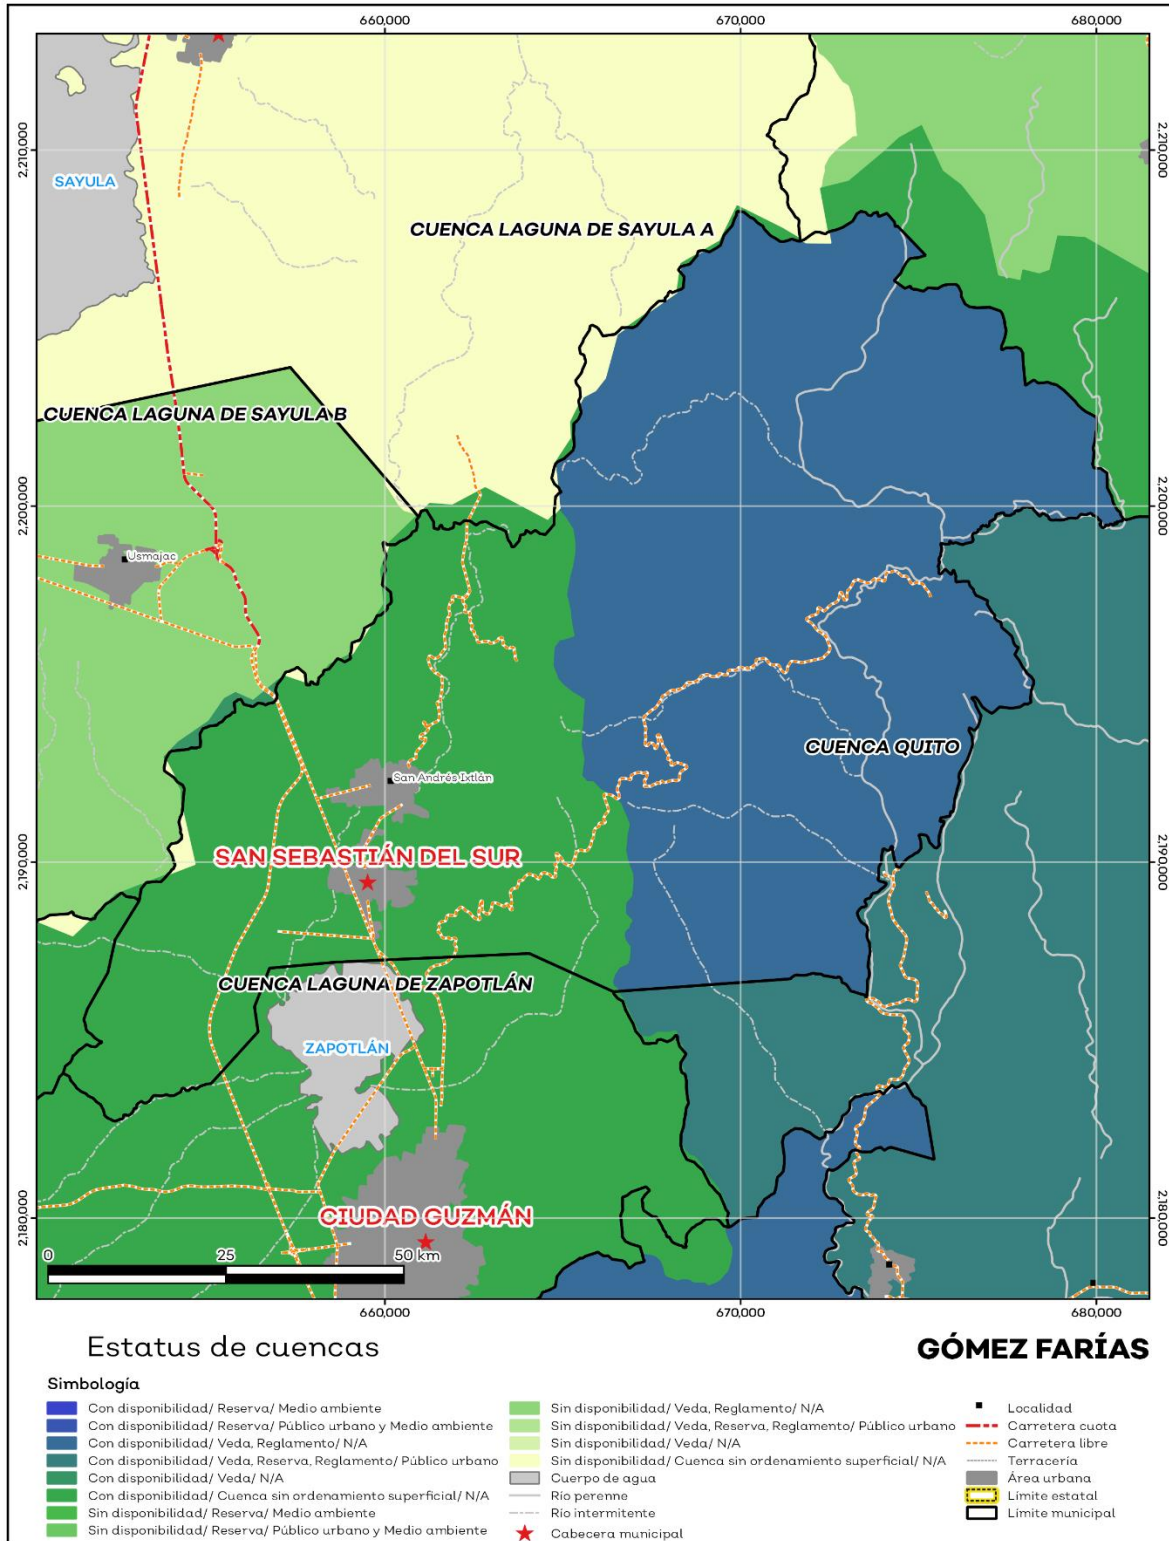 660,000
670,000
680,000
2,210,000
2,210,000
SAYULA
CUENCA LAGUNA DE SAYULA A
CUENCA LAGUNA DE SAYULA B
2,200,000
2,200,000
Usmajac
CUENCA QUITO
San Andrés Ixtlán
2,190,000
2,190,000
SAN SEBASTIÁN DEL SUR
CUENCA LAGUNA DE ZAPOTLÁN
ZAPOTLÁN
2,180,000
2,180,000
CIUDAD GUZMÁN
0 25 50 km
660,000
670,000
680,000
Estatus de cuencas
GÓMEZ FARÍAS
Simbología
Con disponibilidad/ Reserva/ Medio ambiente
Con disponibilidad/ Reserva/ Público urbano y Medio ambiente
Con disponibilidad/ Veda, Reglamento/ N/A
Con disponibilidad/ Veda, Reserva, Reglamento/ Público urbano
Con disponibilidad/ Veda/ N/A
Con disponibilidad/ Cuenca sin ordenamiento superficial/ N/A
Sin disponibilidad/ Reserva/ Medio ambiente
Sin disponibilidad/ Reserva/ Público urbano y Medio ambiente
Sin disponibilidad/ Veda, Reglamento/ N/A
Sin disponibilidad/ Veda, Reserva, Reglamento/ Público urbano
Sin disponibilidad/ Veda/ N/A
Sin disponibilidad/ Cuenca sin ordenamiento superficial/ N/A
Cuerpo de agua
Río perenne
Río intermitente
Cabecera municipal
Localidad
Carretera cuota
Carretera libre
Terracería
Área urbana
Límite estatal
Límite municipal